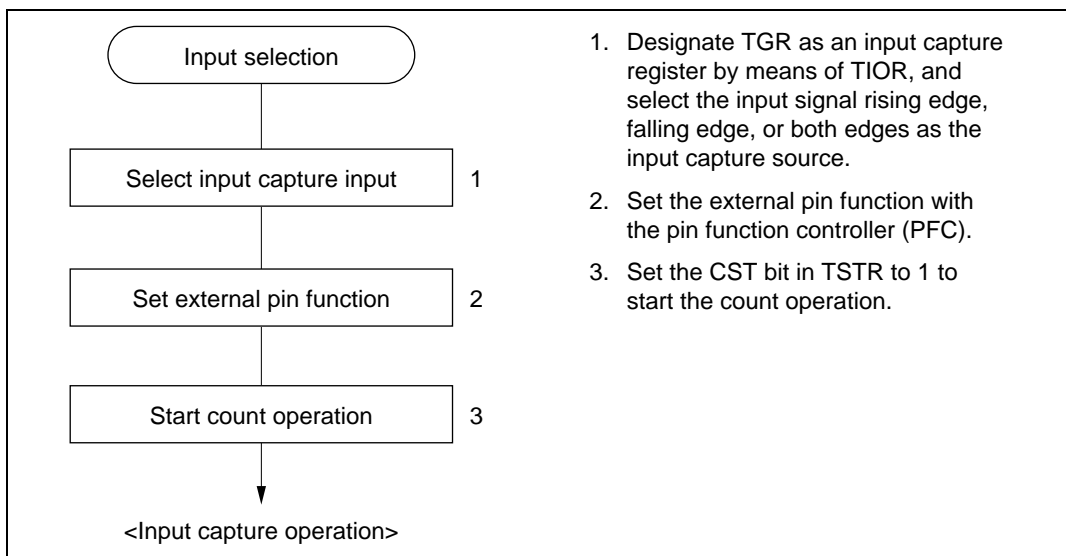 Input selection
Select input capture input 1
Set external pin function 2
Start count operation 3
<Input capture operation>
1. Designate TGR as an input capture
register by means of TIOR, and
select the input signal rising edge,
falling edge, or both edges as the
input capture source.
2. Set the external pin function with
the pin function controller (PFC).
3. Set the CST bit in TSTR to 1 to
start the count operation.